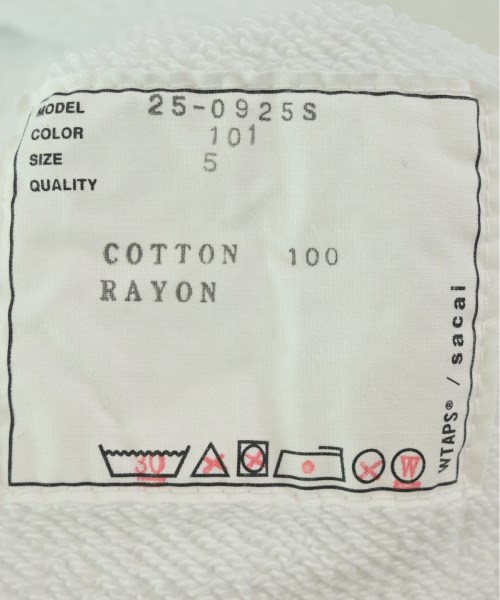 MODEL 25-0925S
COLOR 101
SIZE 5
QUALITY
COTTON 100
RAYON
30 W
WTAPS® / sacai